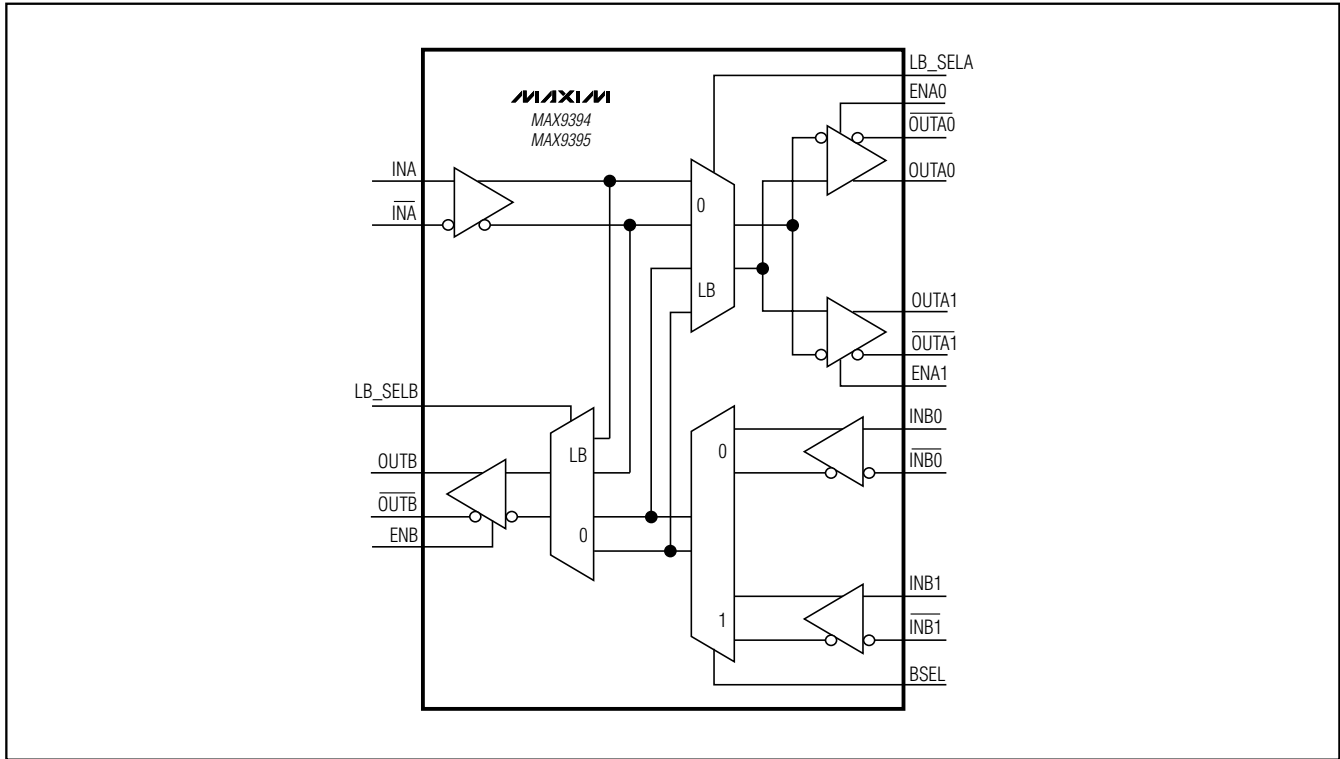 MAXIM
MAX9394
MAX9395
LB_SELA
ENA0
OUTA0
OUTA0
INA
INA
0
LB
OUTA1
OUTA1
ENA1
LB_SELB
INB0
LB
0
OUTB
INB0
OUTB
0
ENB
INB1
1
INB1
BSEL